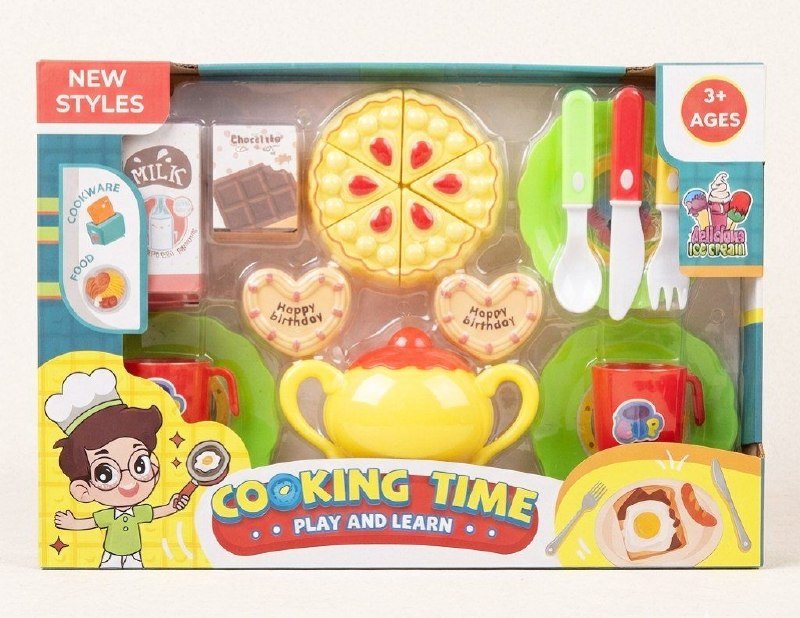 NEW
STYLES
3+
AGES
COOKWARE
FOOD
MILK
Chocolate
Happy
birthday
Happy
birthday
delicious
ice cream
COOKING TIME
PLAY AND LEARN